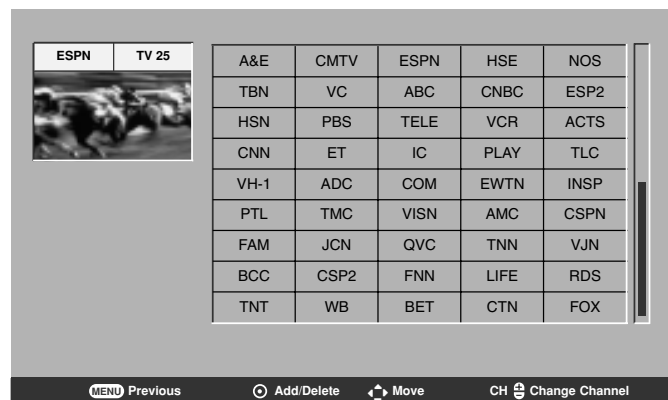 ESPN TV 25
A&E CMTV ESPN HSE NOS
TBN VC ABC CNBC ESP2
HSN PBS TELE VCR ACTS
CNN ET IC PLAY TLC
VH-1 ADC COM EWTN INSP
PTL TMC VISN AMC CSPN
FAM JCN QVC TNN VJN
BCC CSP2 FNN LIFE RDS
TNT WB BET CTN FOX
MENU Previous Add/Delete Move CH Change Channel